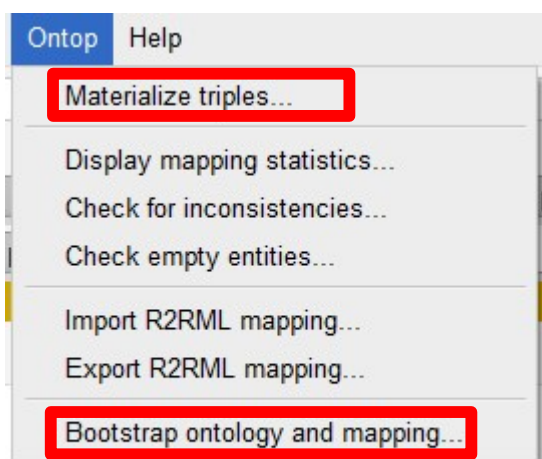 Ontop Help
Materialize triples...
Display mapping statistics...
Check for inconsistencies...
Check empty entities...
Import R2RML mapping...
Export R2RML mapping...
Bootstrap ontology and mapping...